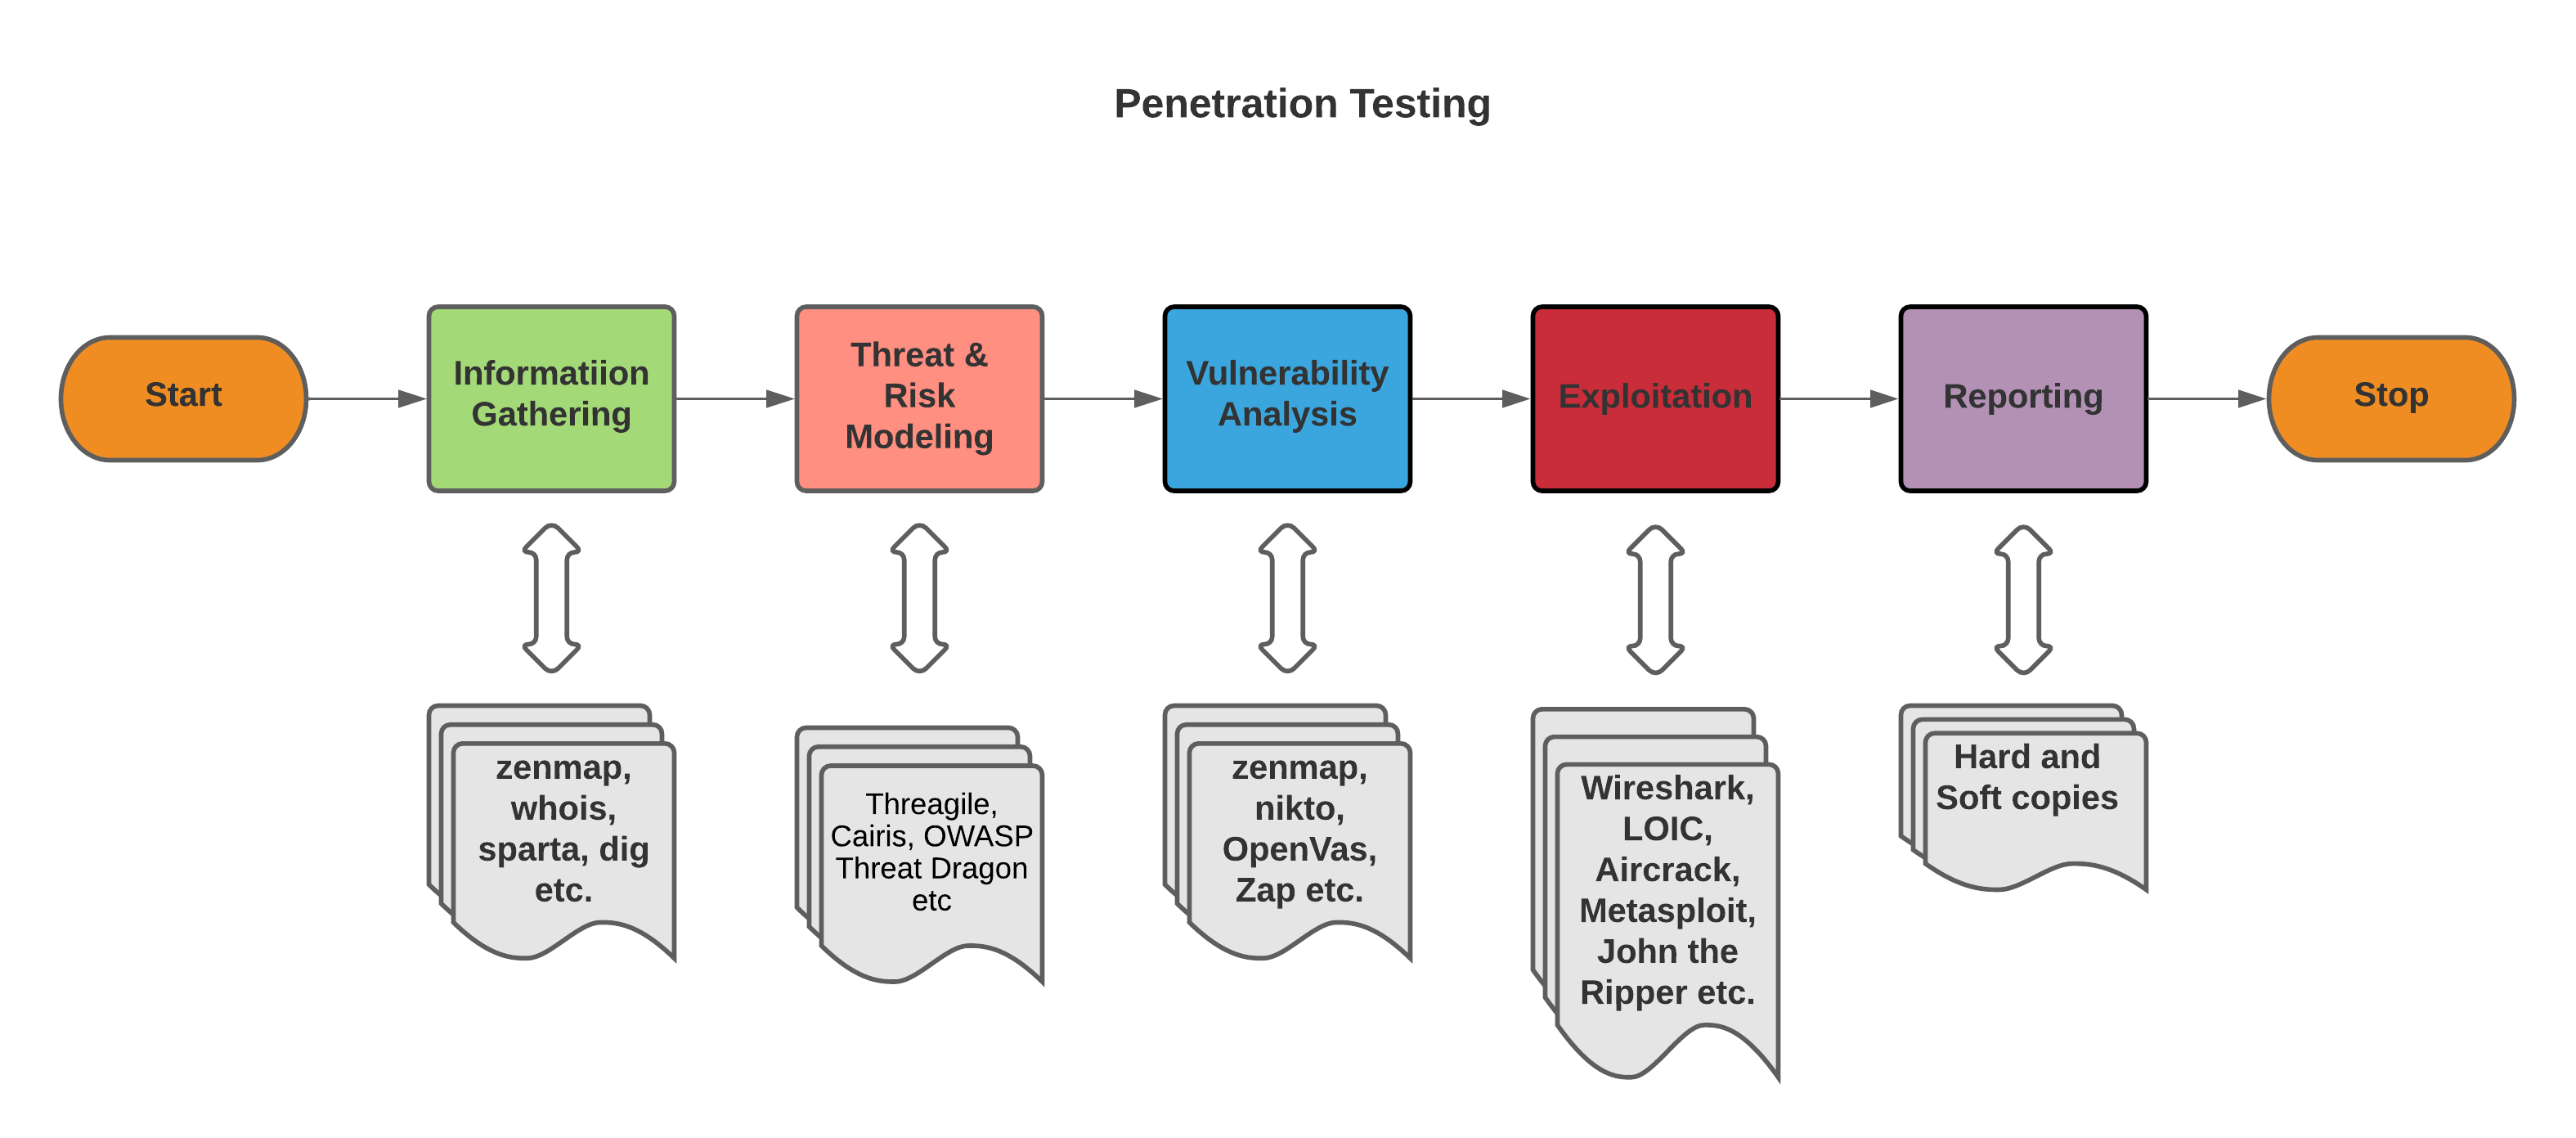 Penetration Testing
Start
Informatiion
Gathering
Threat &
Risk
Modeling
Vulnerability
Analysis
Exploitation
Reporting
Stop
zenmap,
whois,
sparta, dig
etc.
Threagile,
Cairis, OWASP
Threat Dragon
etc
zenmap,
nikto,
OpenVas,
Zap etc.
Wireshark,
LOIC,
Aircrack,
Metasploit,
John the
Ripper etc.
Hard and
Soft copies